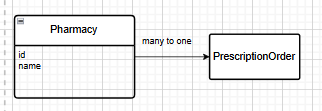 Pharmacy
id
name
many to one
PrescriptionOrder